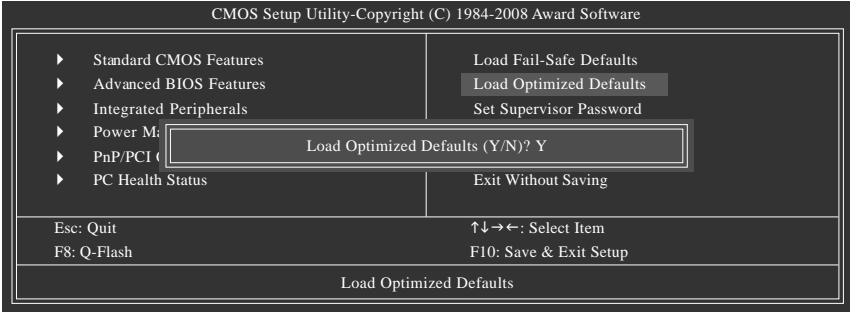 CMOS Setup Utility-Copyright (C) 1984-2008 Award Software
Standard CMOS Features
Advanced BIOS Features
Integrated Peripherals
Power Ma
PnP/PCI
PC Health Status
Load Fail-Safe Defaults
Load Optimized Defaults
Set Supervisor Password
Exit Without Saving
Load Optimized Defaults (Y/N)? Y
Esc: Quit
↑↓→←: Select Item
F8: Q-Flash
F10: Save & Exit Setup
Load Optimized Defaults